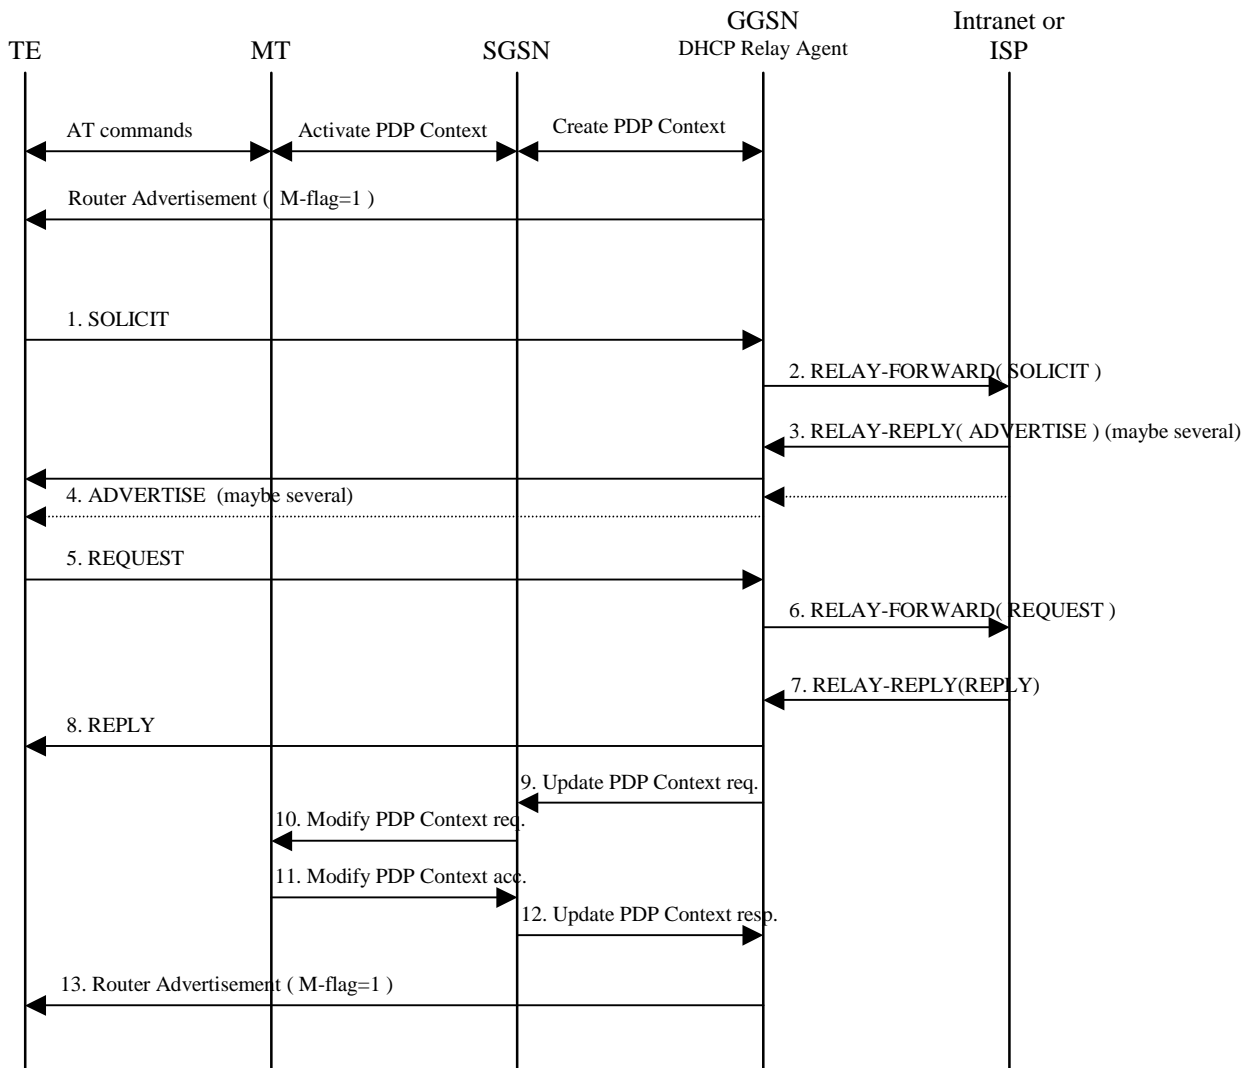 GGSN
Intranet or
TE
MT
SGSN
DHCP Relay Agent
ISP
AT commands
Activate PDP Context
Create PDP Context
Router Advertisement ( M-flag=1 )
1. SOLICIT
2. RELAY-FORWARD( SOLICIT )
3. RELAY-REPLY( ADVERTISE ) (maybe several)
4. ADVERTISE (maybe several)
5. REQUEST
6. RELAY-FORWARD( REQUEST )
7. RELAY-REPLY(REPLY)
8. REPLY
9. Update PDP Context req.
10. Modify PDP Context req.
11. Modify PDP Context acc.
12. Update PDP Context resp.
13. Router Advertisement ( M-flag=1 )